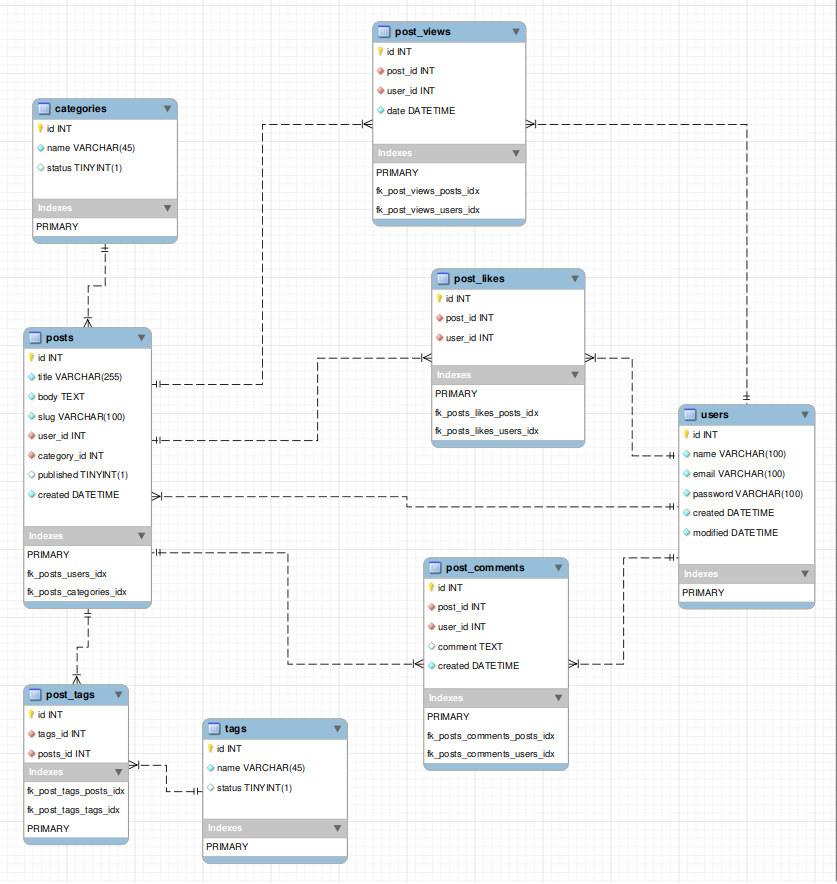 post_views
id INT
post_id INT
user_id INT
date DATETIME
Indexes
PRIMARY
fk_post_views_posts_idx
fk_post_views_users_idx
categories
id INT
name VARCHAR(45)
status TINYINT(1)
Indexes
PRIMARY
post_likes
id INT
post_id INT
user_id INT
Indexes
PRIMARY
fk_posts_likes_posts_idx
fk_posts_likes_users_idx
posts
id INT
title VARCHAR(255)
body TEXT
slug VARCHAR(100)
user_id INT
category_id INT
published TINYINT(1)
created DATETIME
Indexes
PRIMARY
fk_posts_users_idx
fk_posts_categories_idx
users
id INT
name VARCHAR(100)
email VARCHAR(100)
password VARCHAR(100)
created DATETIME
modified DATETIME
Indexes
PRIMARY
post_comments
id INT
post_id INT
user_id INT
comment TEXT
created DATETIME
Indexes
PRIMARY
fk_posts_comments_posts_idx
fk_posts_comments_users_idx
post_tags
id INT
tags_id INT
posts_id INT
Indexes
fk_post_tags_posts_idx
fk_post_tags_tags_idx
PRIMARY
tags
id INT
name VARCHAR(45)
status TINYINT(1)
Indexes
PRIMARY